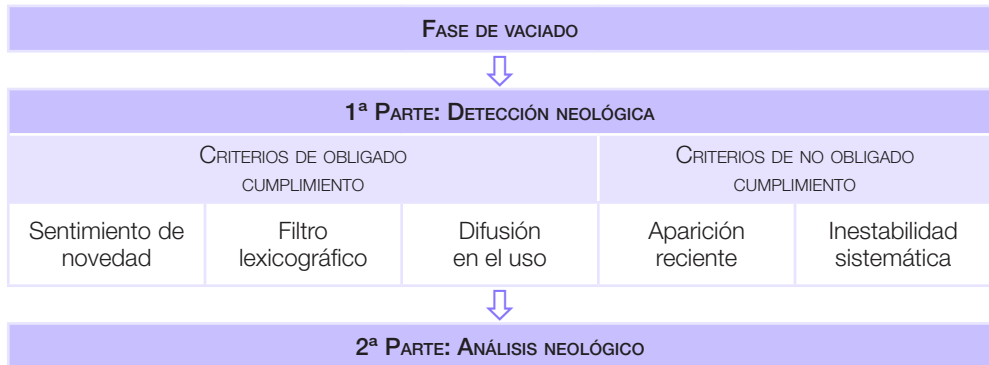 FASE DE VACIADO
1ª PARTE: DETECCIÓN NEOLÓGICA
CRITERIOS DE OBLIGADO
CUMPLIMIENTO
CRITERIOS DE NO OBLIGADO
CUMPLIMIENTO
Sentimiento de
novedad
Filtro
lexicográfico
Difusión
en el uso
Aparición
reciente
Inestabilidad
sistemática
2ª PARTE: ANÁLISIS NEOLÓGICO